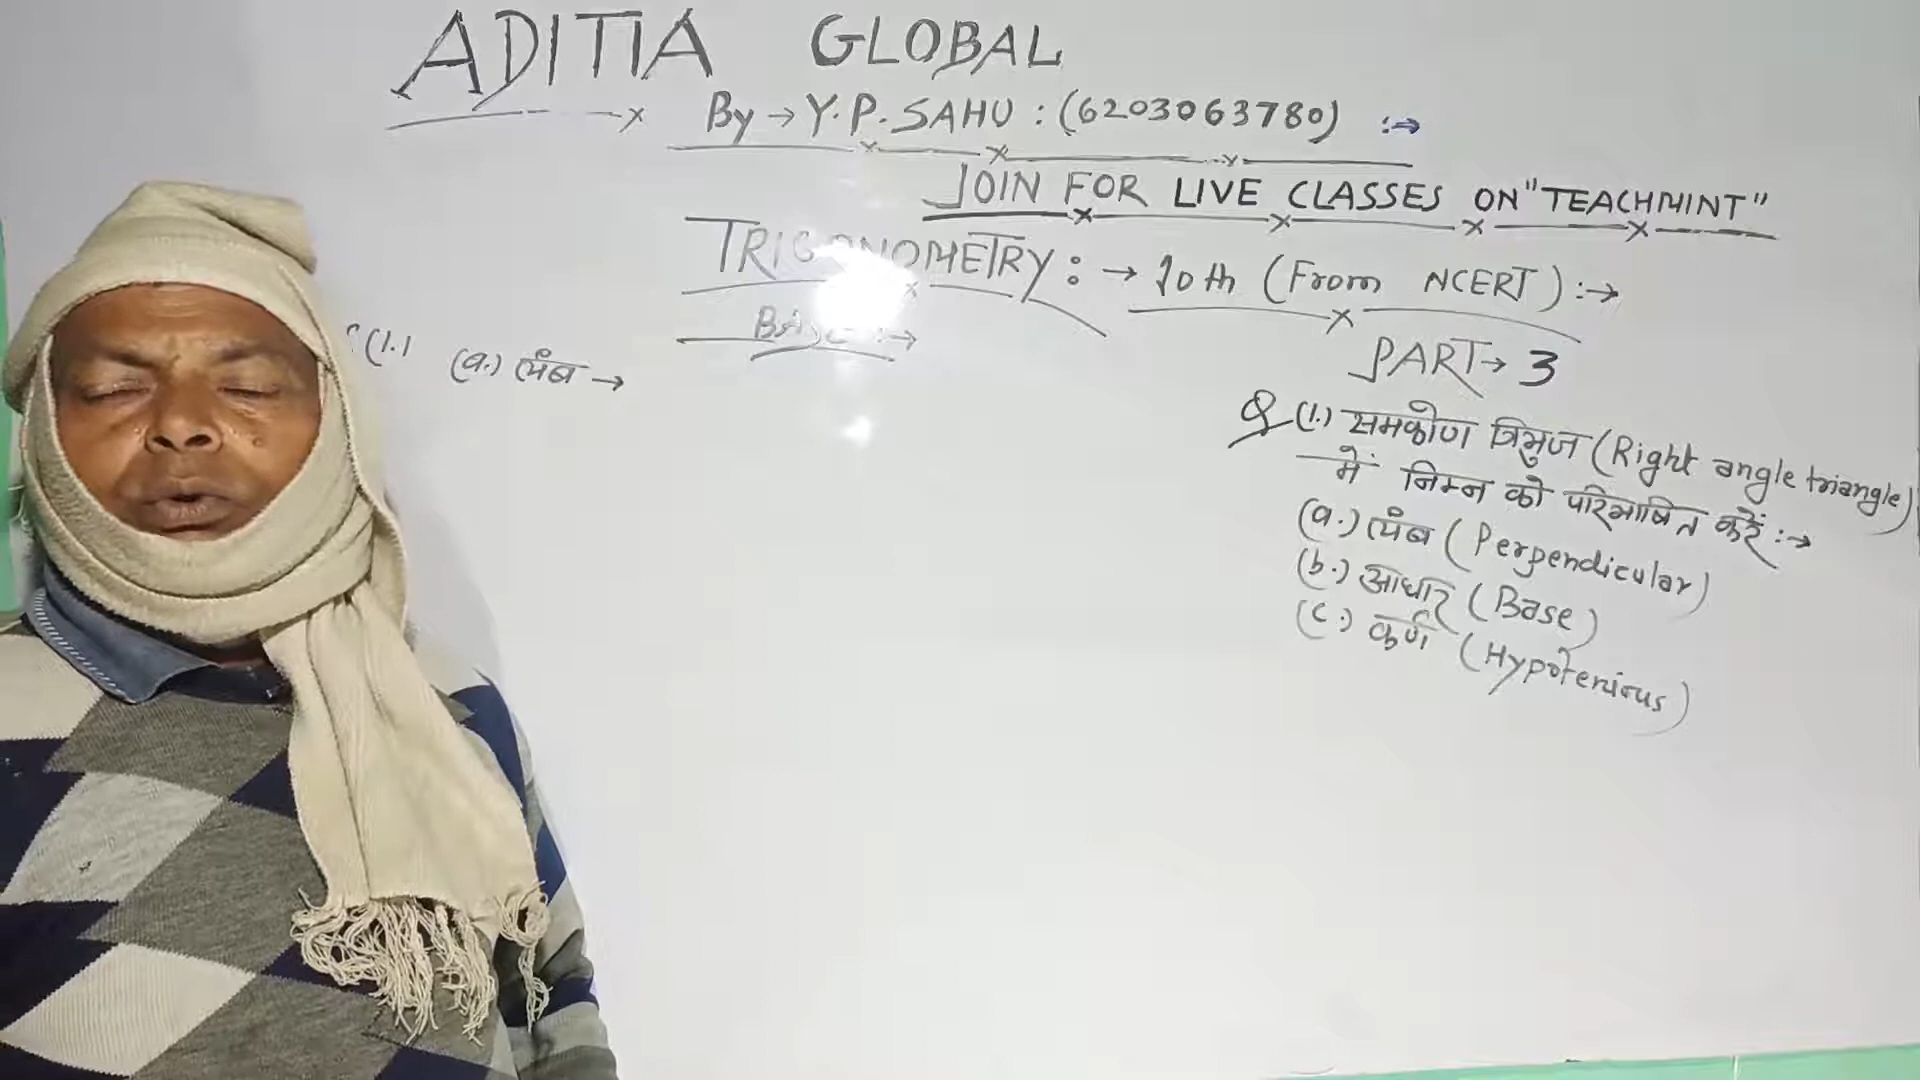 ADITIA GLOBAL
By → Y.P. SAHU : (6203063780) :→
JOIN FOR LIVE CLASSES ON "TEACHMINT"
TRIGONOMETRY : → 10th (From NCERT) :→
PART → 3
(1.) (a.) लंब →
Q (1.) समकोण त्रिभुज (Right angle triangle)
में निम्न को परिभाषित करें :→
(a.) लंब (Perpendicular)
(b.) आधार (Base)
(c.) कर्ण (Hypotenious)